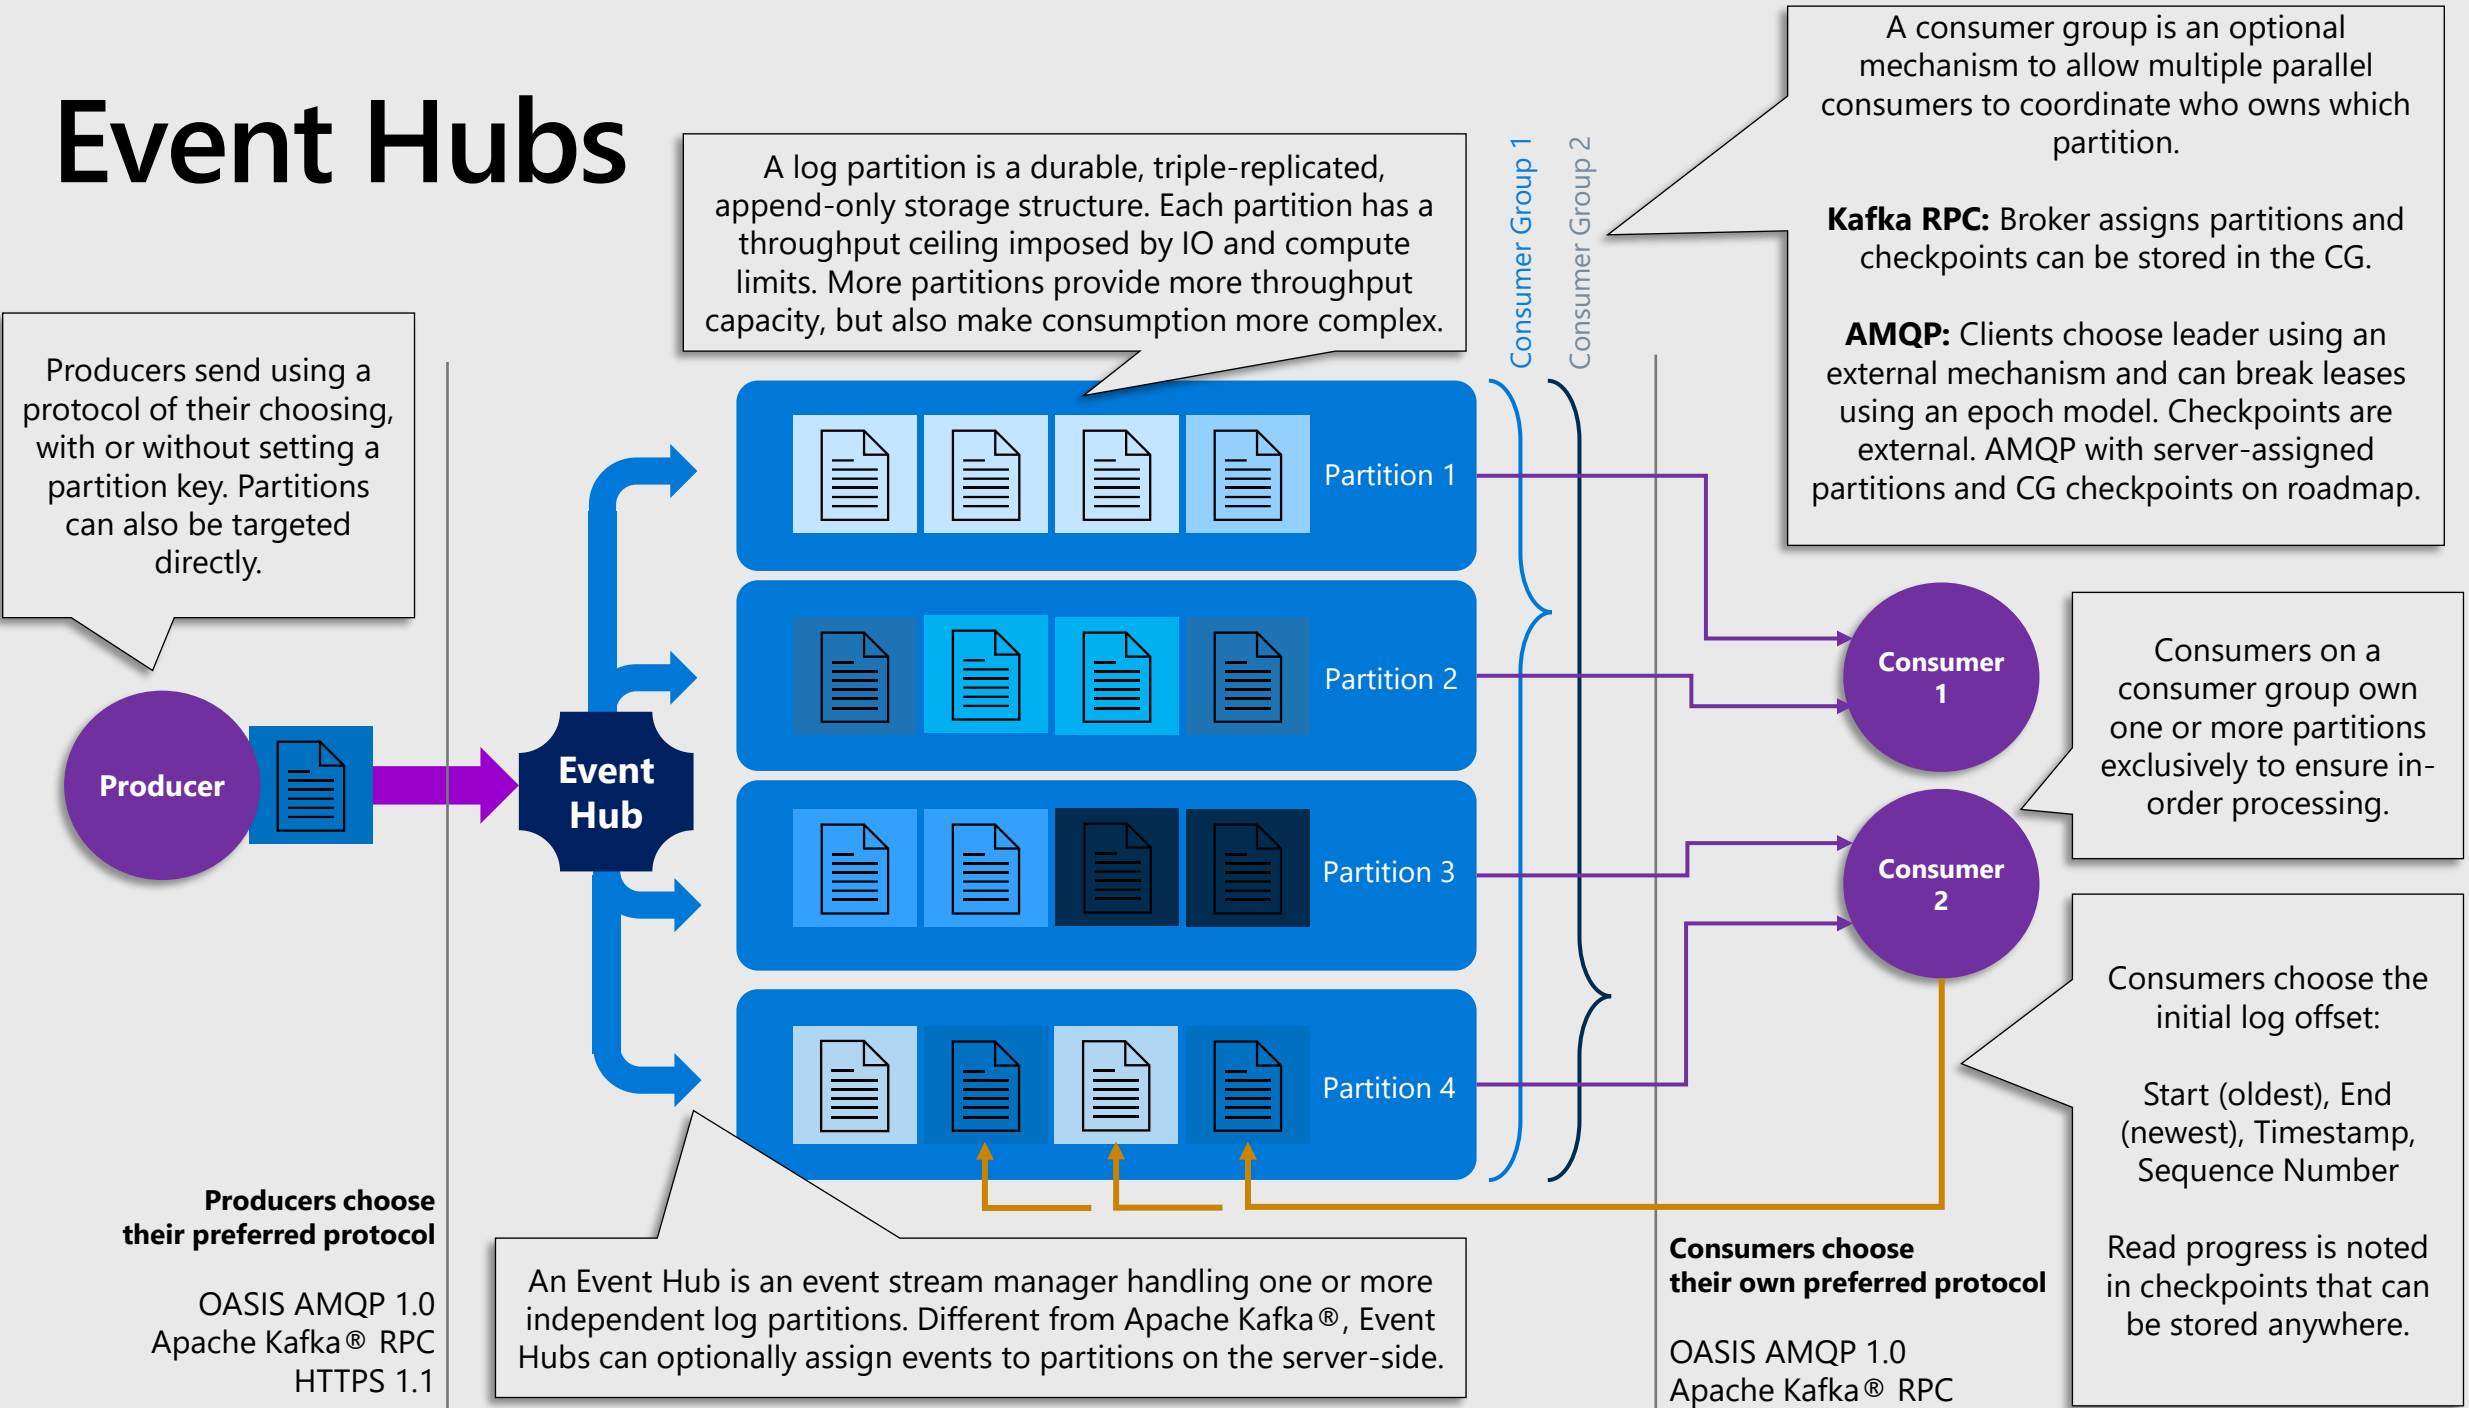 Event Hubs
A log partition is a durable, triple-replicated,
append-only storage structure. Each partition has a
throughput ceiling imposed by IO and compute
limits. More partitions provide more throughput
capacity, but also make consumption more complex.
Consumer Group 1
Consumer Group 2
A consumer group is an optional
mechanism to allow multiple parallel
consumers to coordinate who owns which
partition.
Kafka RPC: Broker assigns partitions and
checkpoints can be stored in the CG.
AMQP: Clients choose leader using an
external mechanism and can break leases
using an epoch model. Checkpoints are
external. AMQP with server-assigned
partitions and CG checkpoints on roadmap.
Producers send using a
protocol of their choosing,
with or without setting a
partition key. Partitions
can also be targeted
directly.
Producer
Event
Hub
Partition 1
Partition 2
Partition 3
Partition 4
Consumer
1
Consumer
2
Consumers on a
consumer group own
one or more partitions
exclusively to ensure in-
order processing.
Consumers choose the
initial log offset:
Start (oldest), End
(newest), Timestamp,
Sequence Number
Read progress is noted
in checkpoints that can
be stored anywhere.
Producers choose
their preferred protocol
OASIS AMQP 1.0
Apache Kafka® RPC
HTTPS 1.1
An Event Hub is an event stream manager handling one or more
independent log partitions. Different from Apache Kafka®, Event
Hubs can optionally assign events to partitions on the server-side.
Consumers choose
their own preferred protocol
OASIS AMQP 1.0
Apache Kafka® RPC